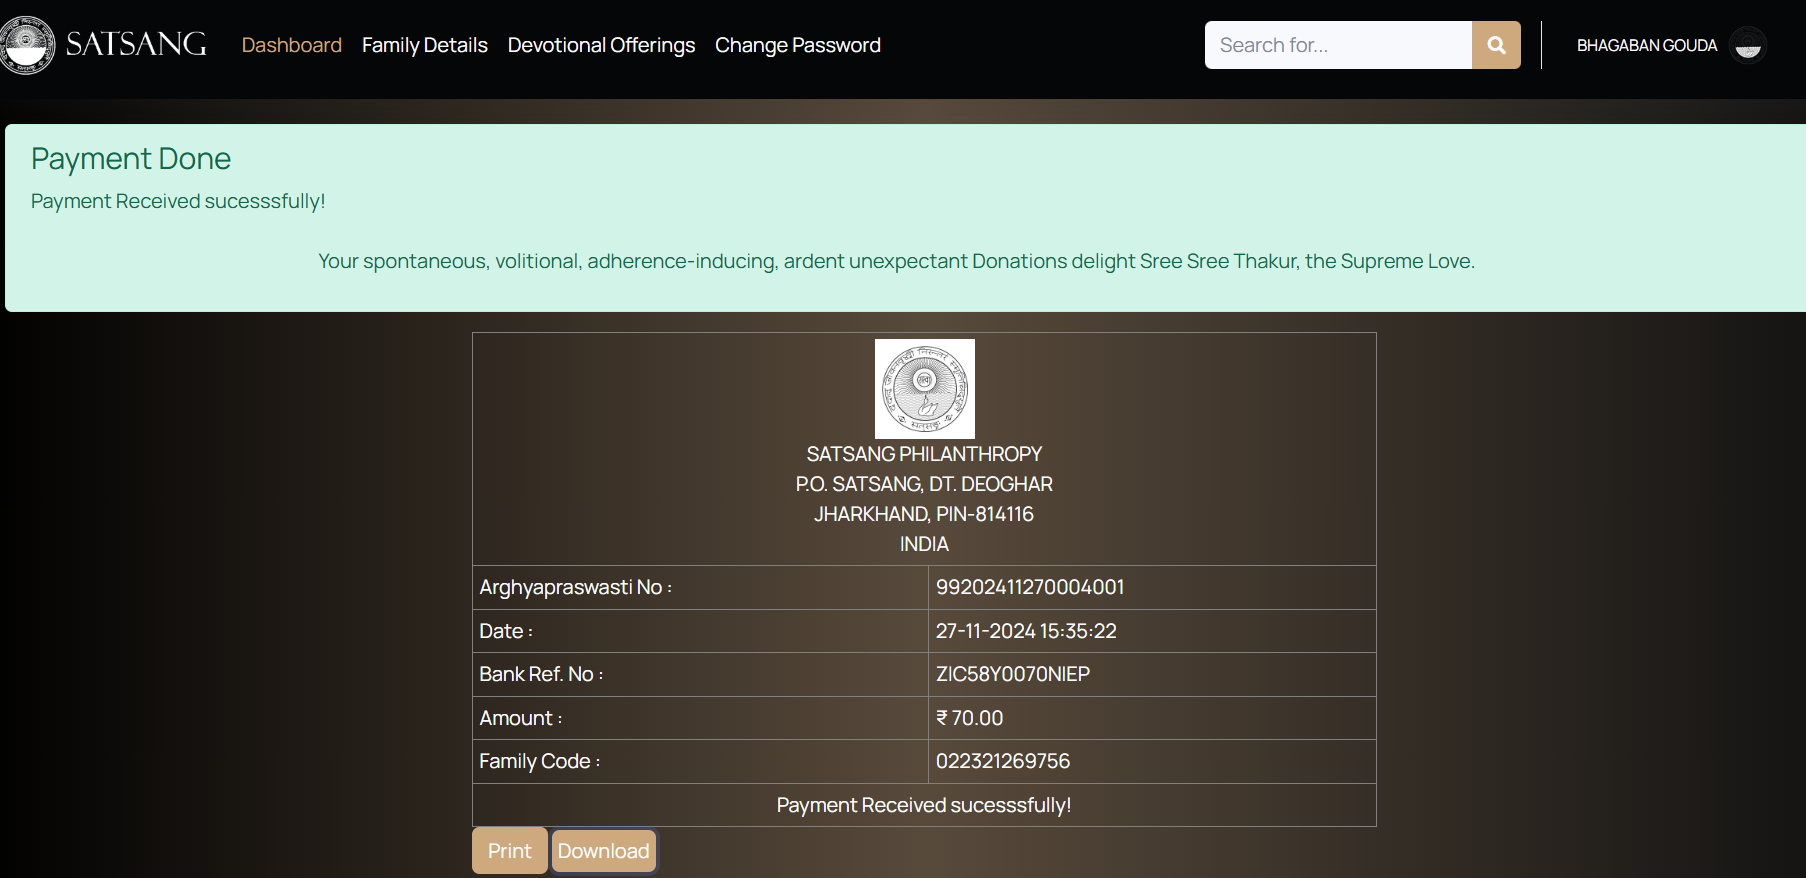 SATSANG Dashboard Family Details Devotional Offerings Change Password Search for... BHAGABAN GOUDA
Payment Done
Payment Received sucesssfully!
Your spontaneous, volitional, adherence-inducing, ardent unexpectant Donations delight Sree Sree Thakur, the Supreme Love.
SATSANG PHILANTHROPY
P.O. SATSANG, DT. DEOGHAR
JHARKHAND, PIN-814116
INDIA
Arghyapraswasti No : 99202411270004001
Date : 27-11-2024 15:35:22
Bank Ref. No : ZIC58Y0070NIEP
Amount : ₹ 70.00
Family Code : 022321269756
Payment Received sucesssfully!
Print Download